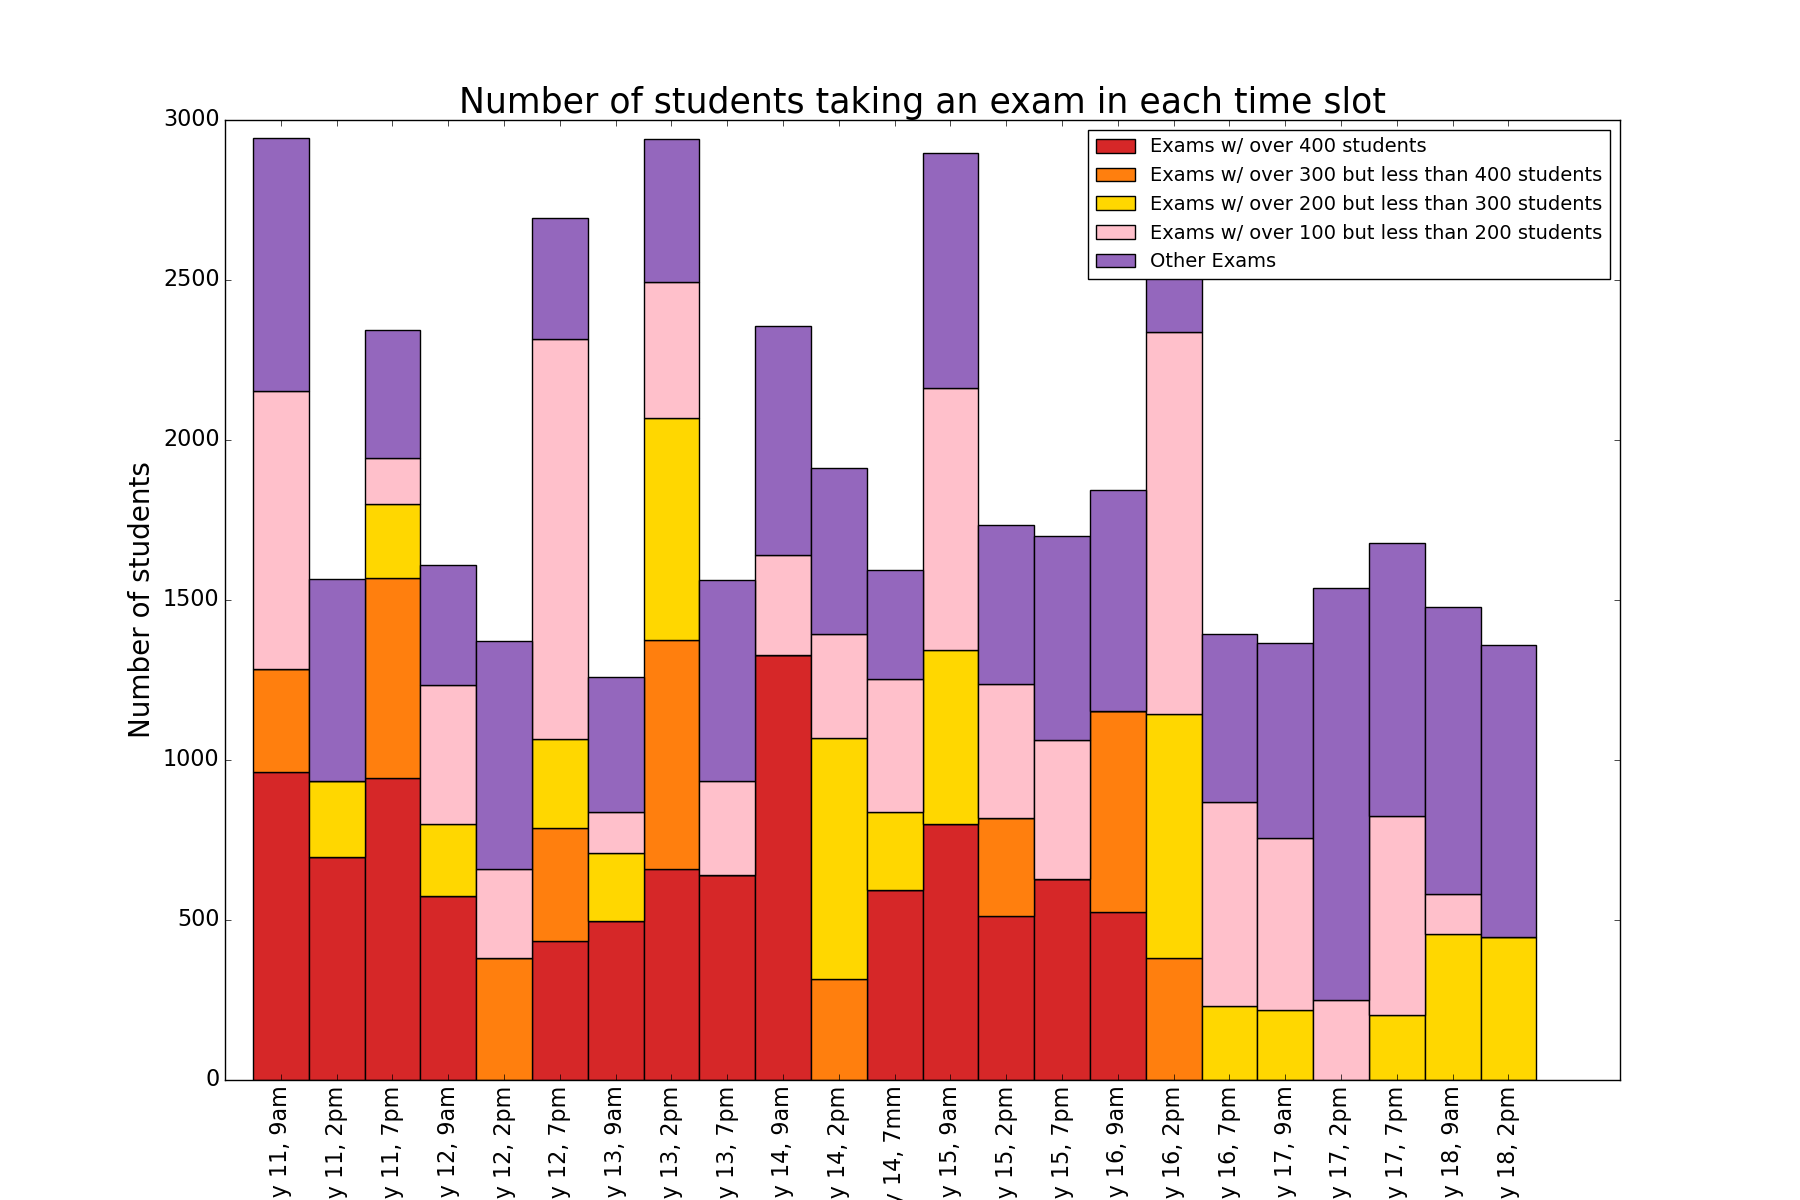 Number of students taking an exam in each time slot
Exams w/ over 400 students
Exams w/ over 300 but less than 400 students
Exams w/ over 200 but less than 300 students
Exams w/ over 100 but less than 200 students
Other Exams
Number of students
3000
2500
2000
1500
1000
500
0
y 11, 9am
y 11, 2pm
y 11, 7pm
y 12, 9am
y 12, 2pm
y 12, 7pm
y 13, 9am
y 13, 2pm
y 13, 7pm
y 14, 9am
y 14, 2pm
y 14, 7mm
y 15, 9am
y 15, 2pm
y 15, 7pm
y 16, 9am
y 16, 2pm
y 16, 7pm
y 17, 9am
y 17, 2pm
y 17, 7pm
y 18, 9am
y 18, 2pm